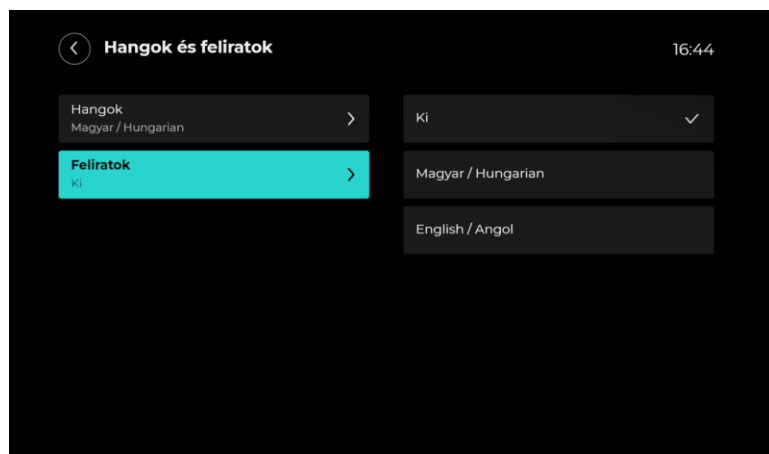 Hangok és feliratok
16:44
Hangok
Magyar / Hungarian
Feliratok
Ki
Ki
Magyar / Hungarian
English / Angol